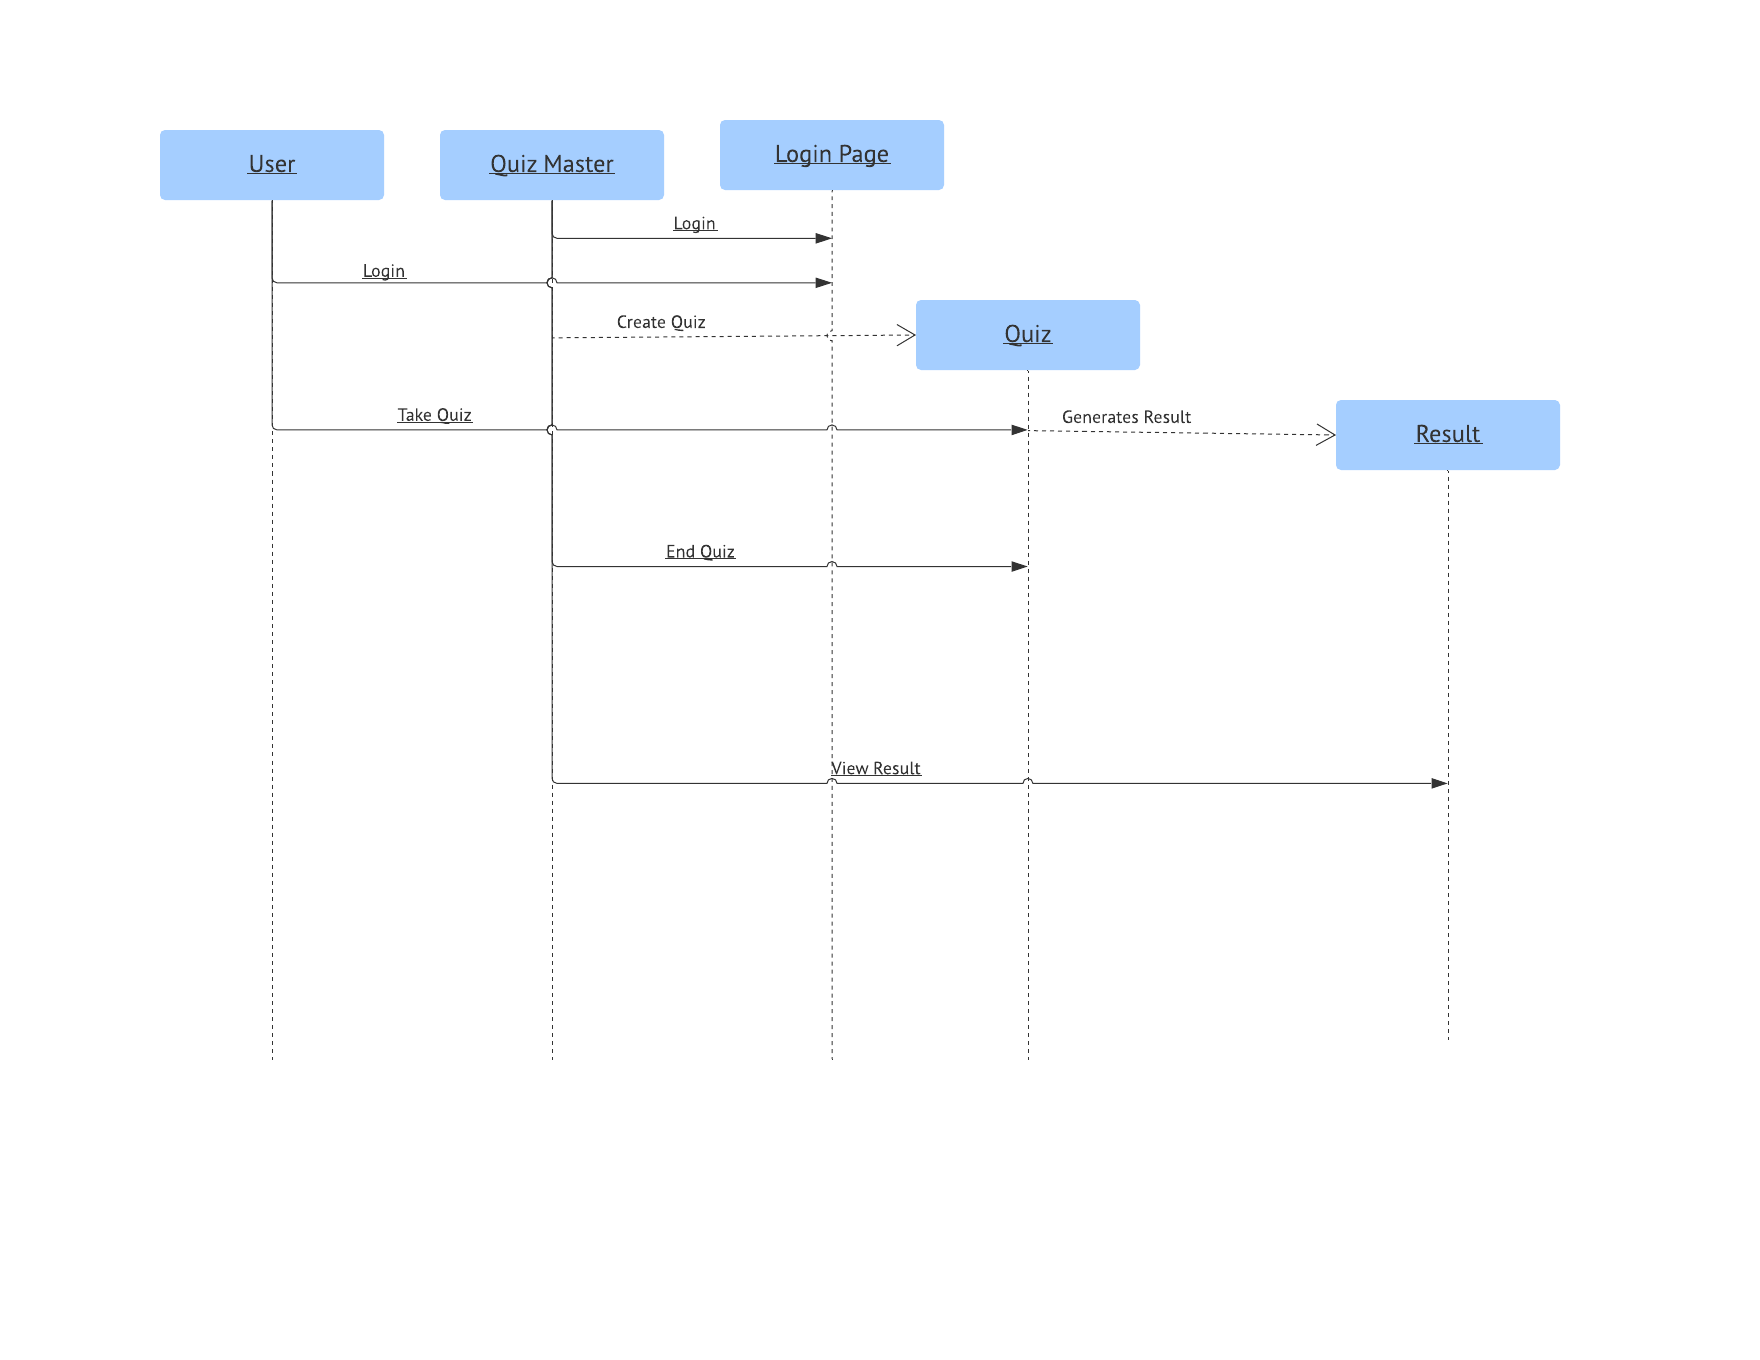 User
Quiz Master
Login Page
Login
Login
Create Quiz
Quiz
Take Quiz
Generates Result
Result
End Quiz
View Result